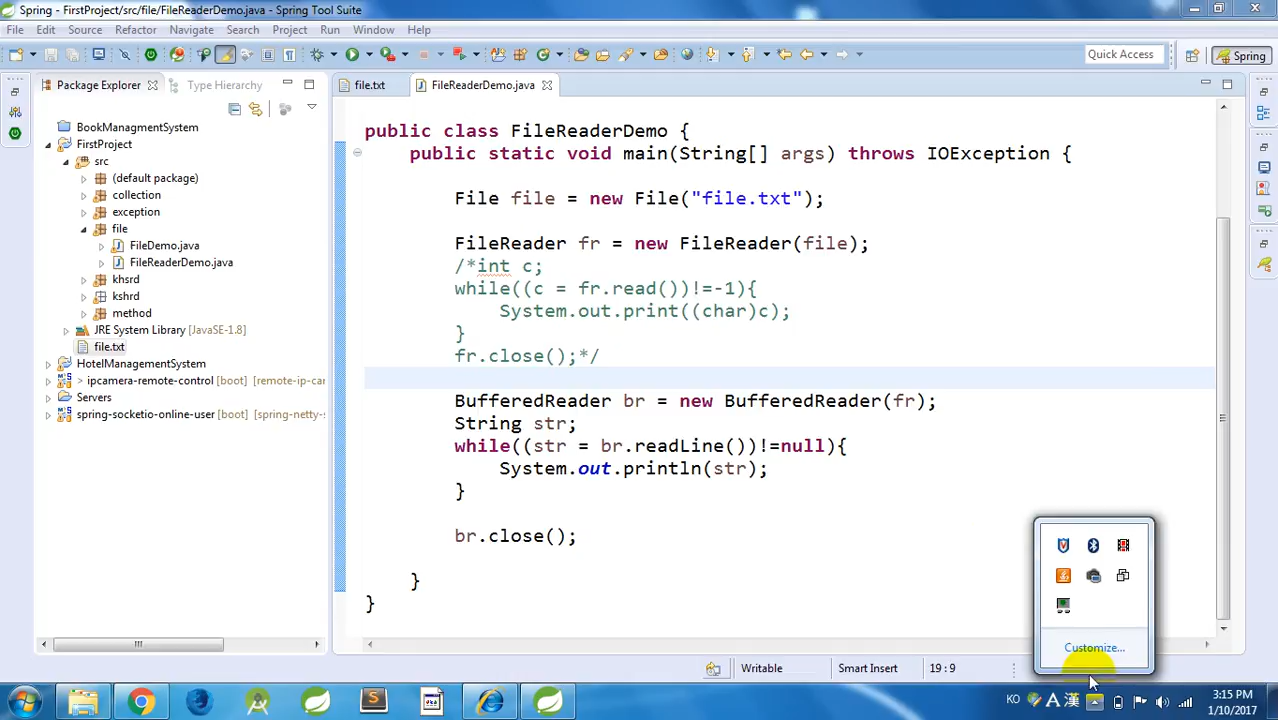 Spring - FirstProject/src/file/FileReaderDemo.java - Spring Tool Suite
File Edit Source Refactor Navigate Search Project Run Window Help
Quick Access
Spring
Package Explorer
Type Hierarchy
file.txt
FileReaderDemo.java
BookManagmentSystem
FirstProject
src
(default package)
collection
exception
file
FileDemo.java
FileReaderDemo.java
khsrd
kshrd
method
JRE System Library [JavaSE-1.8]
file.txt
HotelManagementSystem
> ipcamera-remote-control [boot] [remote-ip-car
Servers
spring-socketio-online-user [boot] [spring-netty-s
public class FileReaderDemo {
public static void main(String[] args) throws IOException {
File file = new File("file.txt");
FileReader fr = new FileReader(file);
/*int c;
while((c = fr.read())!=-1){
System.out.print((char)c);
}
fr.close();*/
BufferedReader br = new BufferedReader(fr);
String str;
while((str = br.readLine())!=null){
System.out.println(str);
}
br.close();
}
}
Customize...
Writable
Smart Insert
19 : 9
KO
A 漢
3:15 PM
1/10/2017